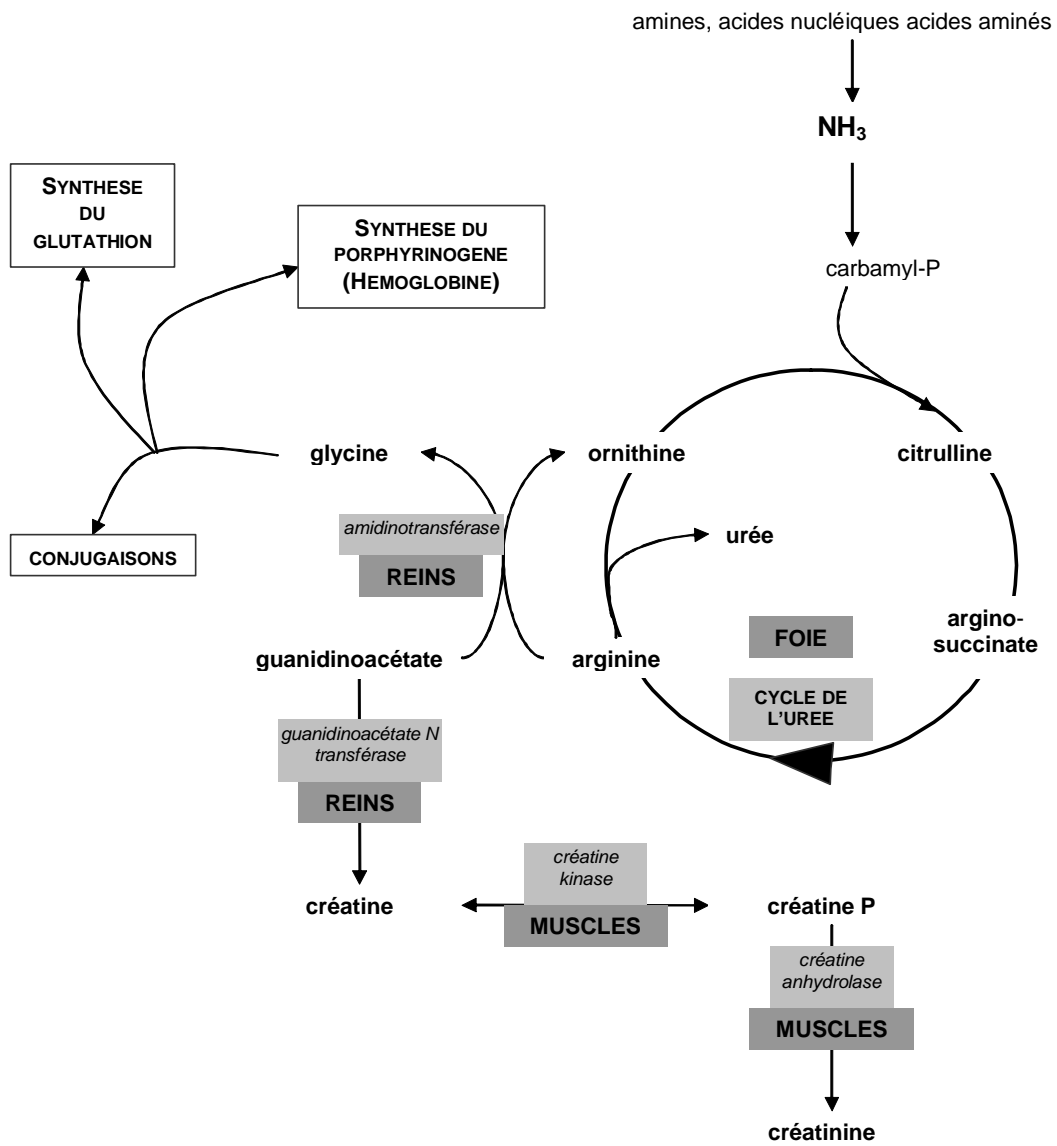 amines, acides nucléiques acides aminés
NH₃
SYNTHESE
DU
GLUTATHION
SYNTHESE DU
PORPHYRINOGENE
(HEMOGLOBINE)
carbamyl-P
glycine
ornithine
citrulline
amidinotransférase
REINS
urée
CONJUGAISONS
guanidinoacétate
arginine
FOIE
argino-
succinate
CYCLE DE
L'UREE
guanidinoacétate N
transférase
REINS
créatine
créatine
kinase
MUSCLES
créatine P
créatine
anhydrolase
MUSCLES
créatinine